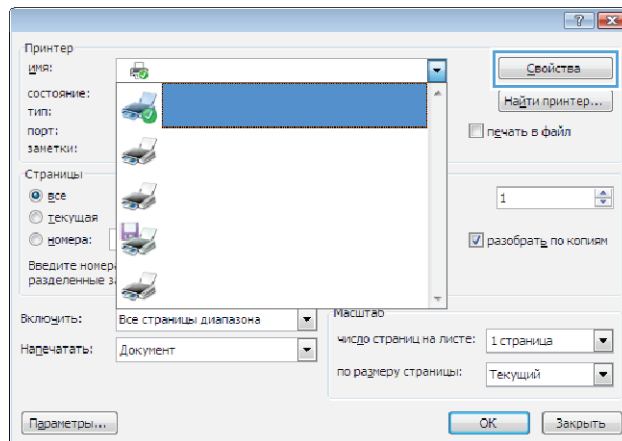 Принтер
имя:
Свойства
состояние:
Найти принтер...
тип:
порт:
печать в файл
заметки:
Страницы
все
1
текущая
номера:
разобрать по копиям
Введите
разделенные
Масштаб
Включить:
Все страницы диапазона
число страниц на листе:
1 страница
Напечатать:
Документ
по размеру страницы:
Текущий
Параметры...
OK
Закрыть